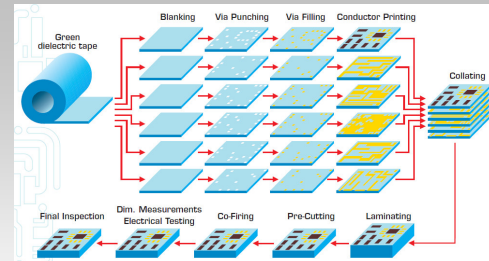 Green
dielectric tape
Blanking
Via Punching
Via Filling
Conductor Printing
Collating
Final Inspection
Dim. Measurements
Electrical Testing
Co-Firing
Pre-Cutting
Laminating